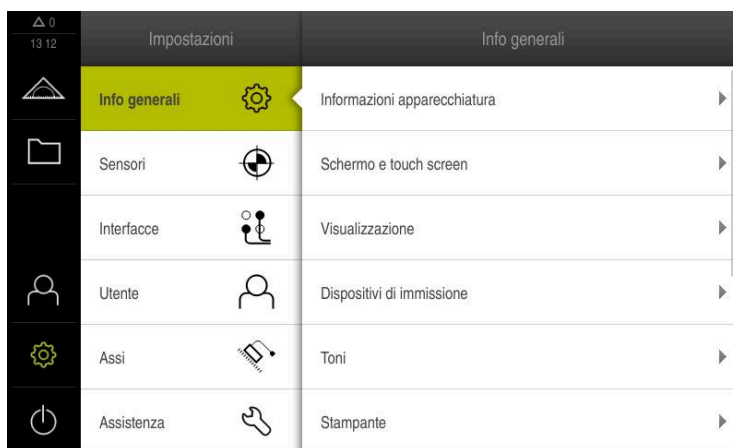 0
13 12
Impostazioni
Info generali
Info generali
Informazioni apparecchiatura
Sensori
Schermo e touch screen
Interfacce
Visualizzazione
Utente
Dispositivi di immissione
Assi
Toni
Assistenza
Stampante